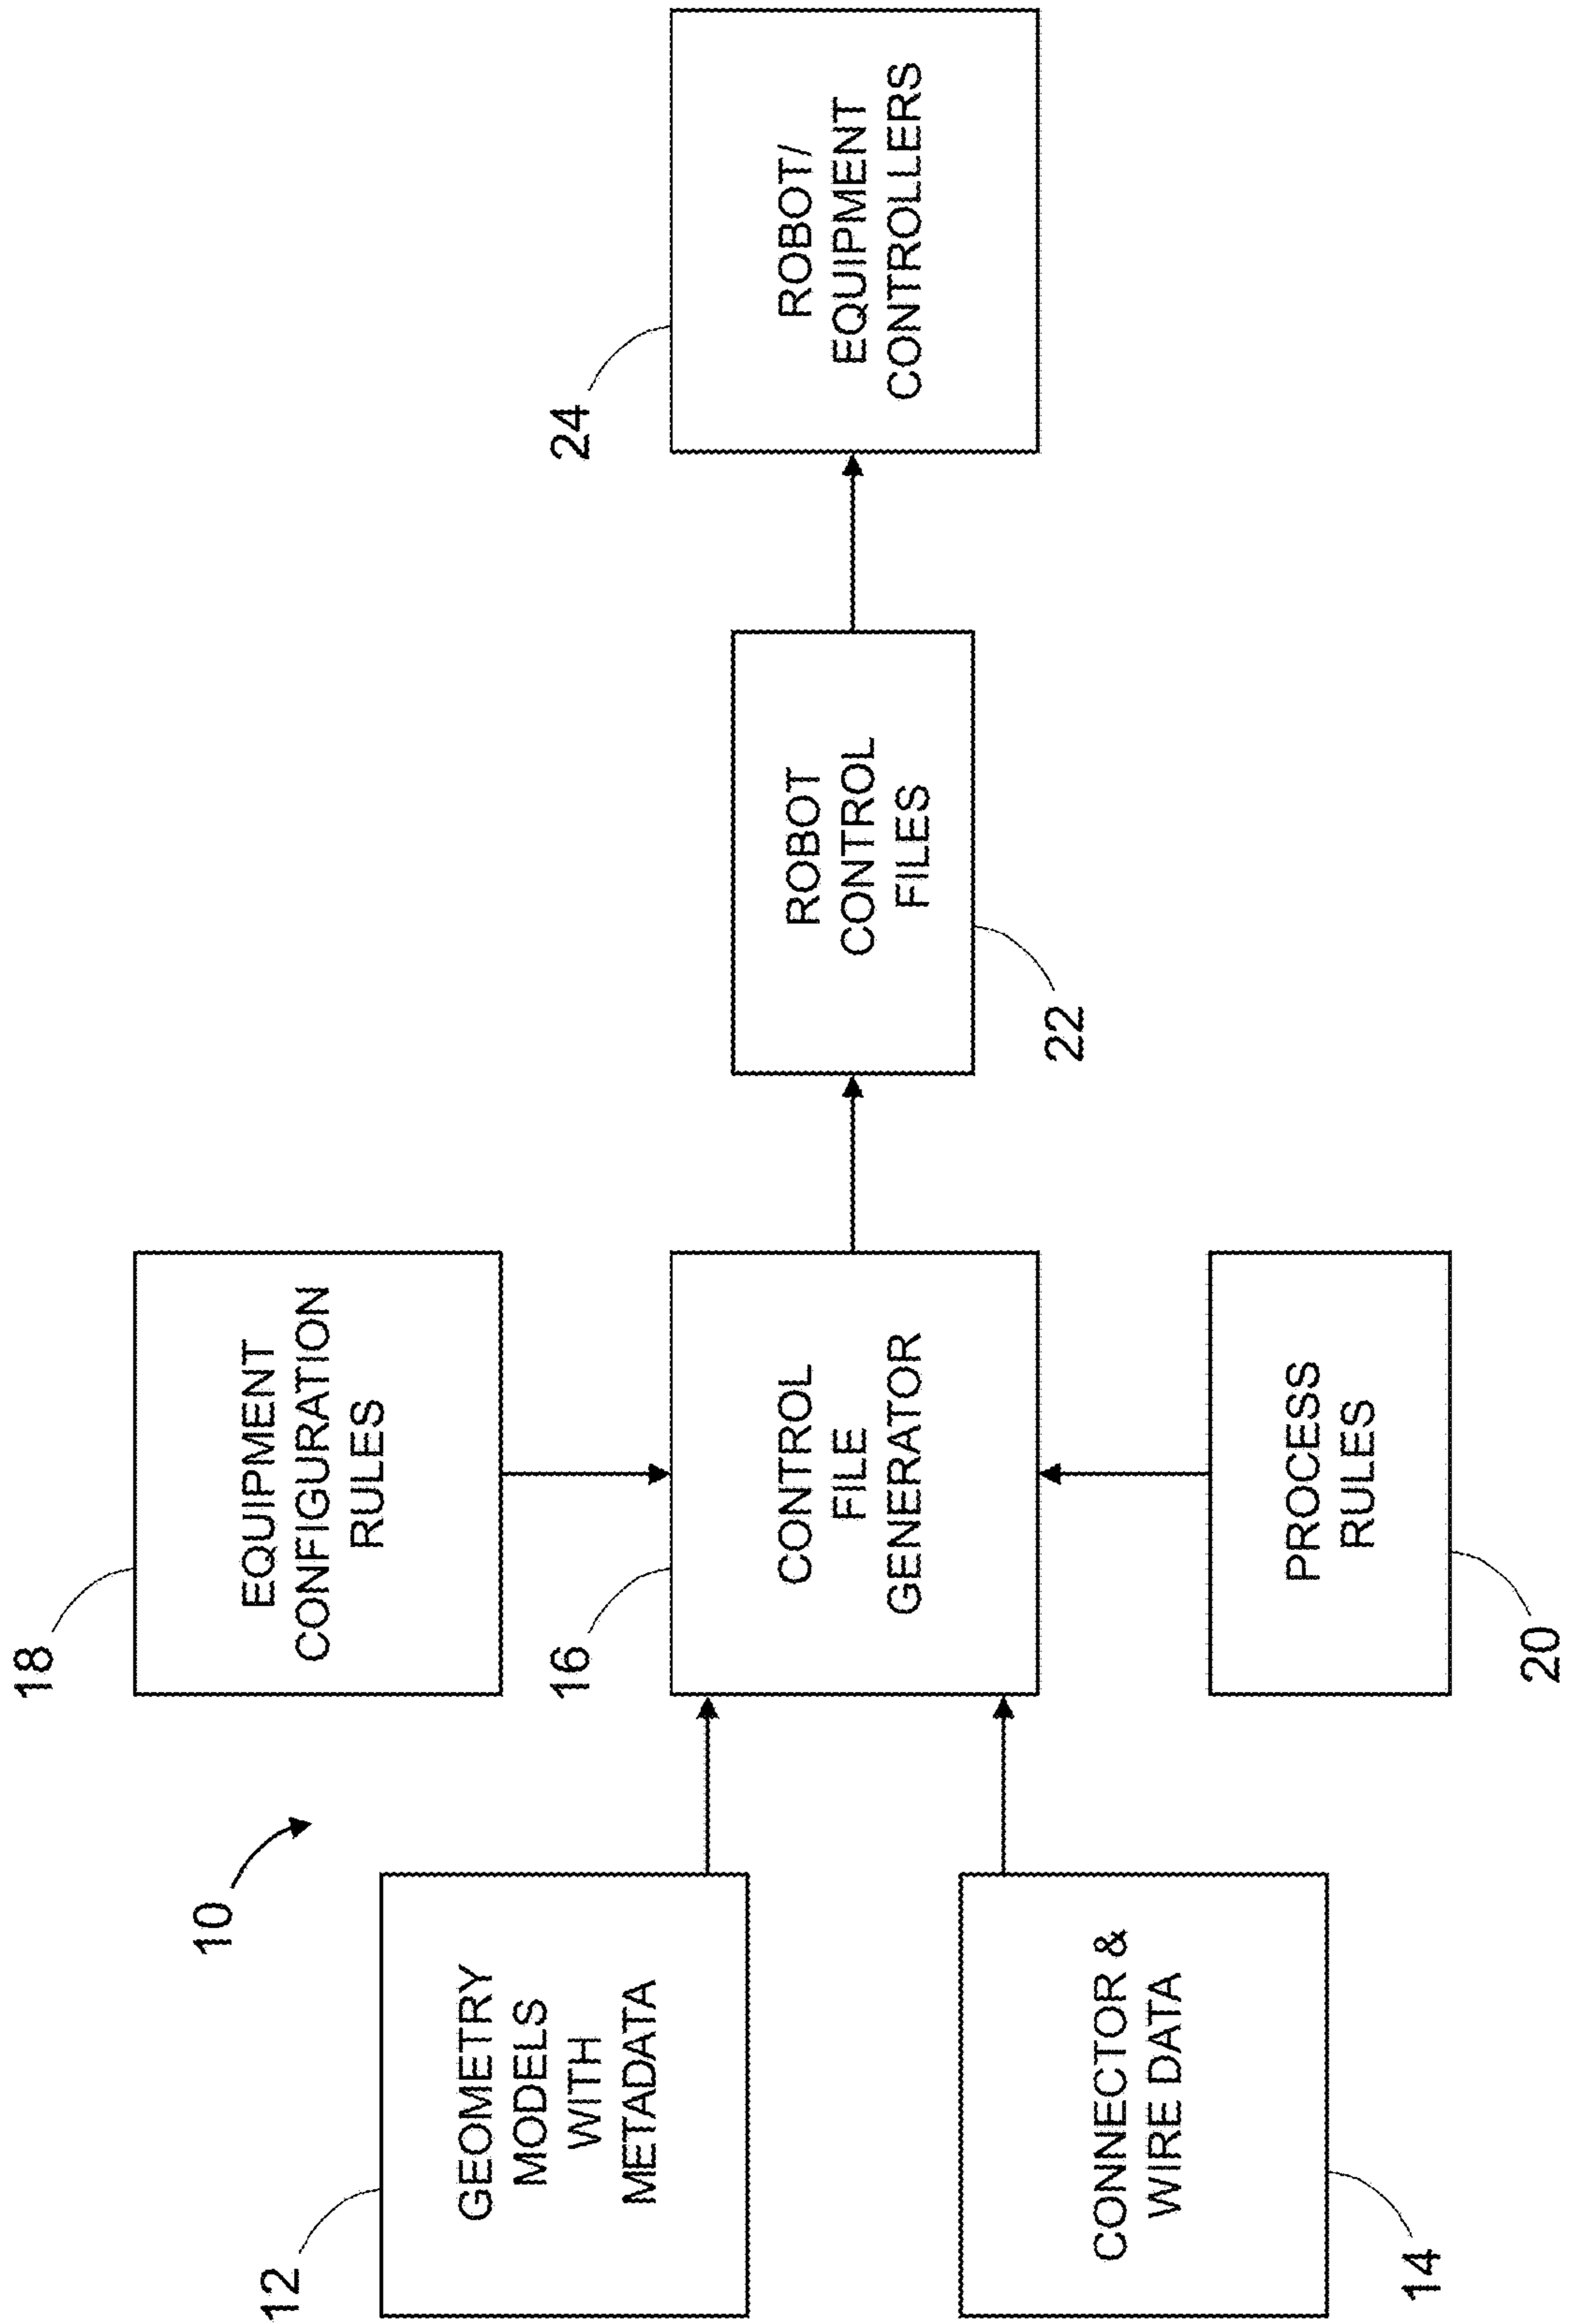 10
18
EQUIPMENT
CONFIGURATION
RULES
12
GEOMETRY
MODELS
WITH
METADATA
16
CONTROL
FILE
GENERATOR
ROBOT
CONTROL
FILES
22
24
ROBOT/
EQUIPMENT
CONTROLLERS
CONNECTOR &
WIRE DATA
14
PROCESS
RULES
20